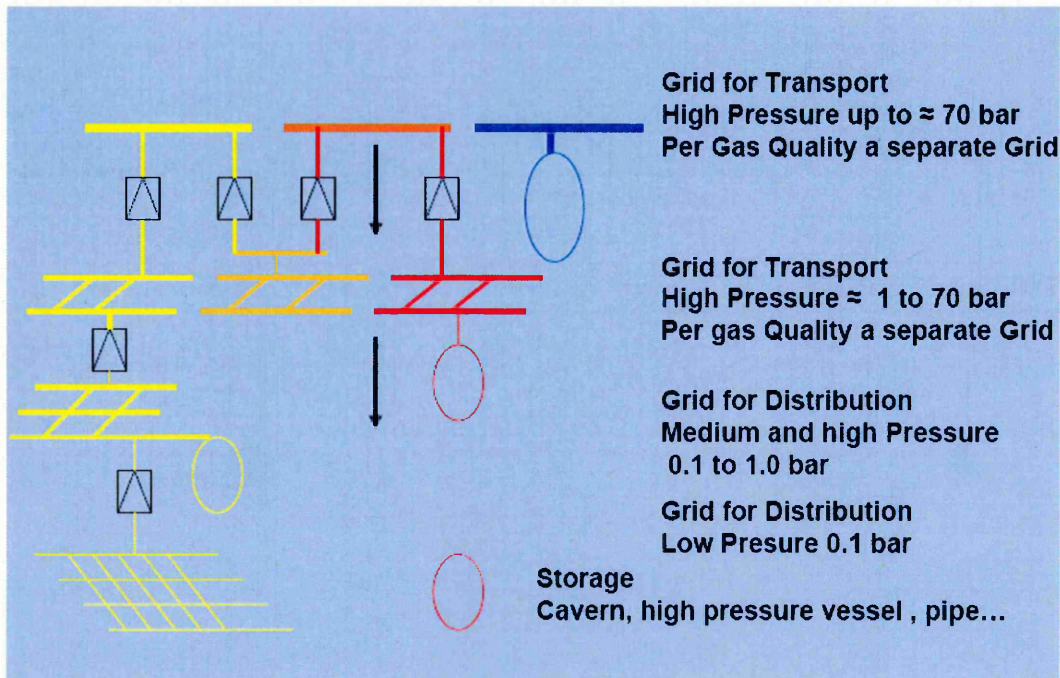 Grid for Transport
High Pressure up to ≈ 70 bar
Per Gas Quality a separate Grid
Grid for Transport
High Pressure ≈ 1 to 70 bar
Per gas Quality a separate Grid
Grid for Distribution
Medium and high Pressure
0.1 to 1.0 bar
Grid for Distribution
Low Presure 0.1 bar
Storage
Cavern, high pressure vessel , pipe...